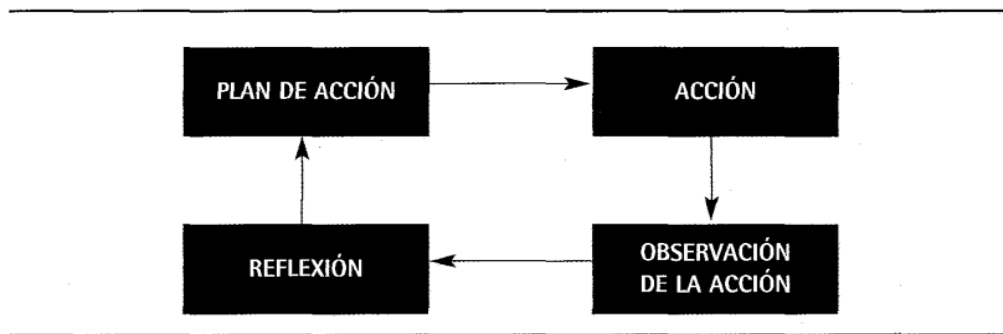 PLAN DE ACCIÓN
ACCIÓN
REFLEXIÓN
OBSERVACIÓN
DE LA ACCIÓN